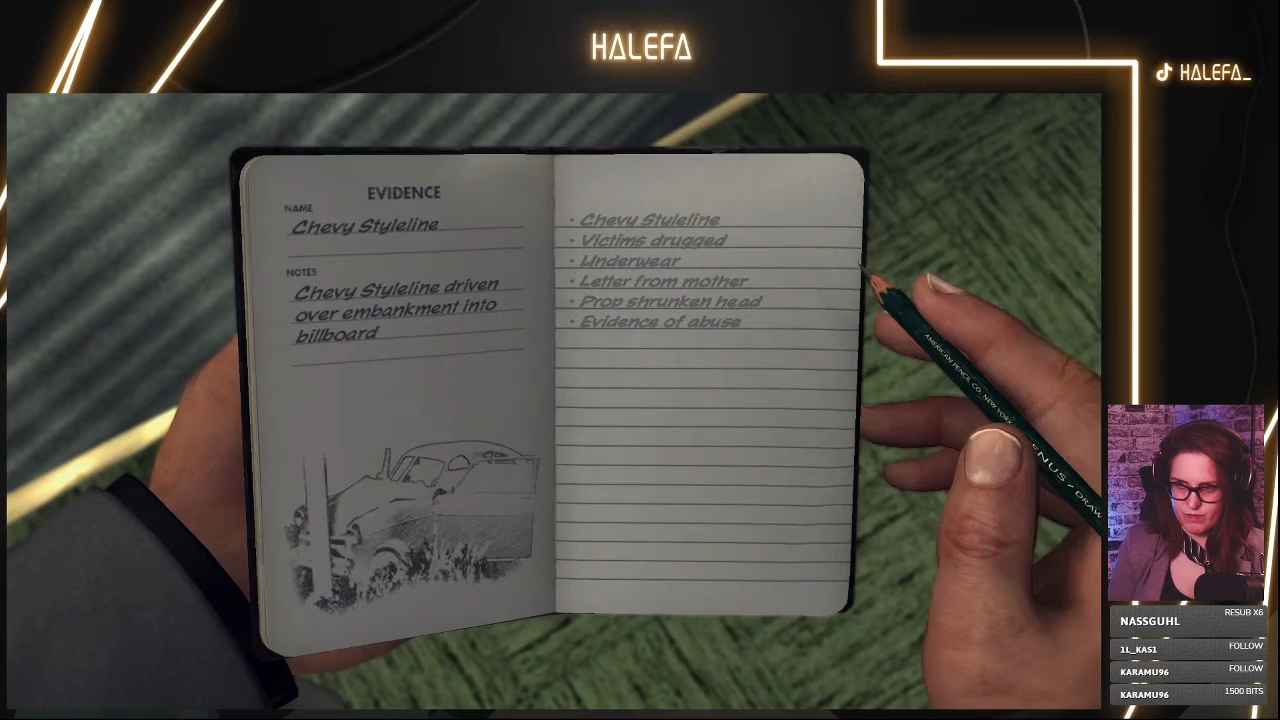 HALEFA
HALEFA_
EVIDENCE
NAME
Chevy Styleline
NOTES
Chevy Styleline driven
over embankment into
billboard
• Chevy Styleline
• Victims drugged
• Underwear
• Letter from mother
• Prop shrunken head
• Evidence of abuse
AMERICAN PENCIL CO. NEW YORK
ENUS / DRAW
NASSGUHL RESUB X6
1L_KAS1 FOLLOW
KARAMU96 FOLLOW
KARAMU96 1500 BITS